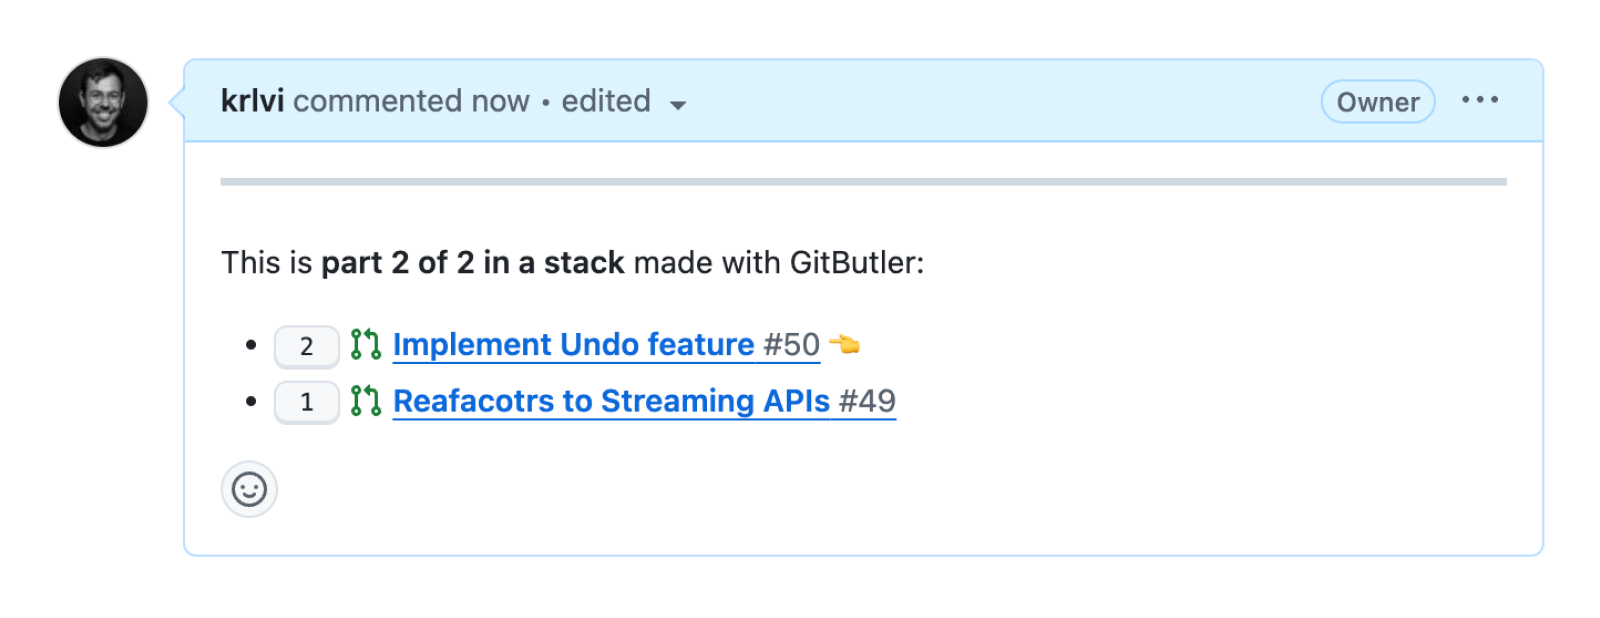 krlvi commented now • edited
Owner
This is part 2 of 2 in a stack made with GitButler:
• 2 Implement Undo feature #50 👈
• 1 Reafacotrs to Streaming APIs #49